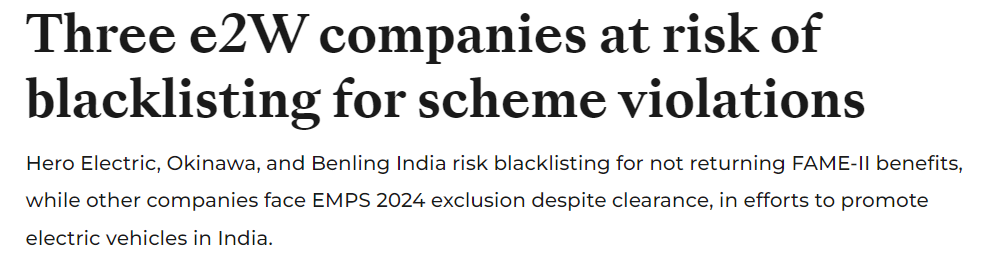 Three e2W companies at risk of
blacklisting for scheme violations
Hero Electric, Okinawa, and Benling India risk blacklisting for not returning FAME-II benefits,
while other companies face EMPS 2024 exclusion despite clearance, in efforts to promote
electric vehicles in India.